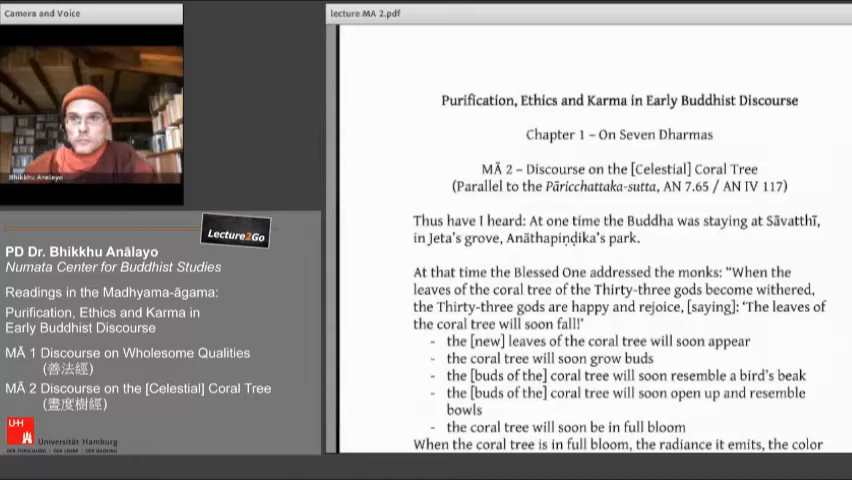 Camera and Voice
Bhikkhu Analayo
Lecture2Go
PD Dr. Bhikkhu Anālayo
Numata Center for Buddhist Studies
Readings in the Madhyama-āgama:
Purification, Ethics and Karma in
Early Buddhist Discourse
MĀ 1 Discourse on Wholesome Qualities
(善法經)
MĀ 2 Discourse on the [Celestial] Coral Tree
(晝度樹經)
UH
Universität Hamburg
DER FORSCHUNG | DER LEHRE | DER BILDUNG
lecture MA 2.pdf
Purification, Ethics and Karma in Early Buddhist Discourse
Chapter 1 – On Seven Dharmas
MĀ 2 – Discourse on the [Celestial] Coral Tree
(Parallel to the Pāricchattaka-sutta, AN 7.65 / AN IV 117)
Thus have I heard: At one time the Buddha was staying at Sāvatthī,
in Jeta's grove, Anāthapiṇḍika's park.
At that time the Blessed One addressed the monks: "When the
leaves of the coral tree of the Thirty-three gods become withered,
the Thirty-three gods are happy and rejoice, [saying]: 'The leaves of
the coral tree will soon fall!'
- the [new] leaves of the coral tree will soon appear
- the coral tree will soon grow buds
- the [buds of the] coral tree will soon resemble a bird's beak
- the [buds of the] coral tree will soon open up and resemble
bowls
- the coral tree will soon be in full bloom
When the coral tree is in full bloom, the radiance it emits, the color